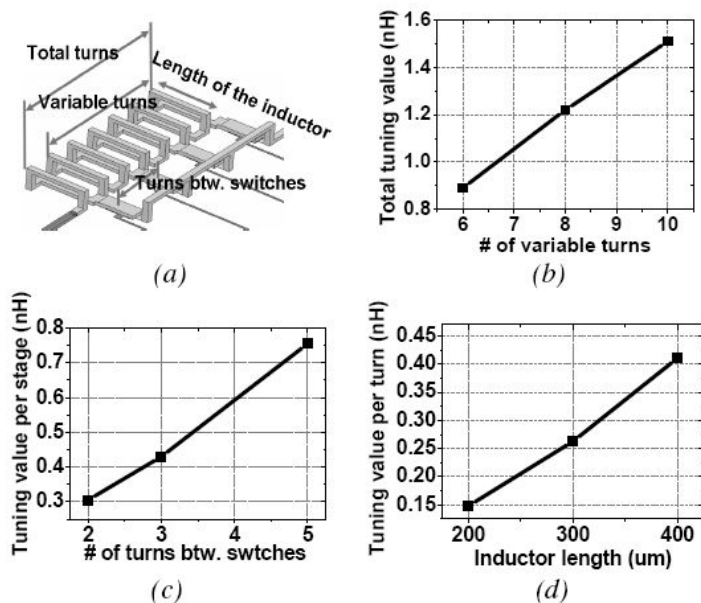 Total turns
Length of the inductor
Variable turns
Turns btw. switches
(a)
Total tuning value (nH)
1.6
1.4
1.2
1.0
0.8
6 7 8 9 10
# of variable turns
(b)
Tuning value per stage (nH)
0.8
0.7
0.6
0.5
0.4
0.3
2 3 4 5
# of turns btw. swtches
(c)
Tuning value per turn (nH)
0.45
0.40
0.35
0.30
0.25
0.20
0.15
200 300 400
Inductor length (um)
(d)